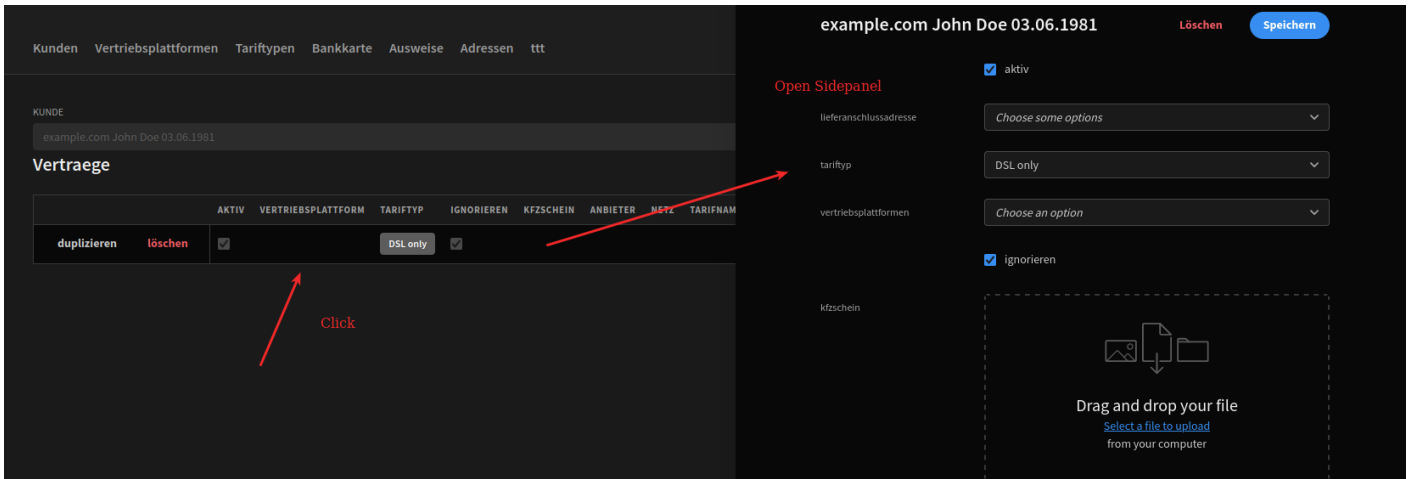 Kunden Vertriebsplattformen Tariftypen Bankkarte Ausweise Adressen ttt
KUNDE
example.com John Doe 03.06.1981
Vertraege
AKTIV VERTRIEBSPLATTFORM TARIFTYP IGNORIEREN KFZSCHEIN ANBIETER NETZ TARIFNAM
duplizieren löschen DSL only
Click
example.com John Doe 03.06.1981 Löschen Speichern
aktiv
Open Sidepanel
lieferanschlussadresse Choose some options
tariftyp DSL only
vertriebsplattformen Choose an option
ignorieren
kfzschein
Drag and drop your file
Select a file to upload
from your computer